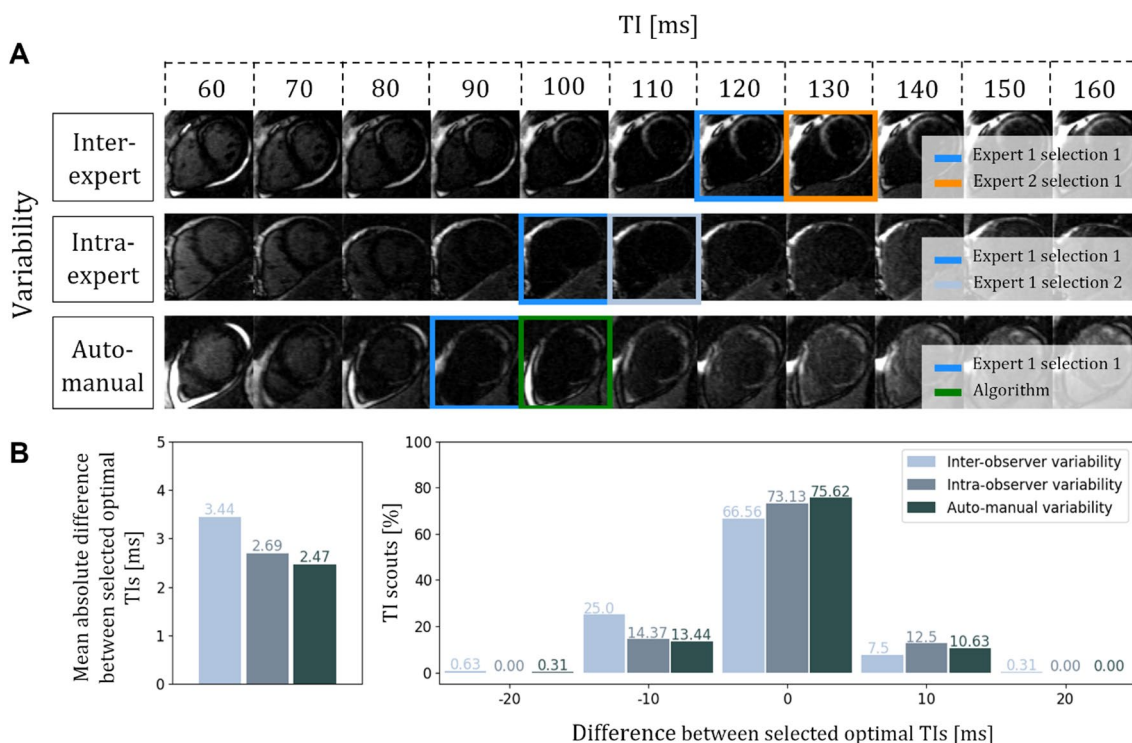 TI [ms]
A
60 70 80 90 100 110 120 130 140 150 160
Variability
Inter-
expert
Expert 1 selection 1
Expert 2 selection 1
Intra-
expert
Expert 1 selection 1
Expert 1 selection 2
Auto-
manual
Expert 1 selection 1
Algorithm
B
Mean absolute difference
between selected optimal
TIs [ms]
5
4
3
2
1
0
3.44
2.69
2.47
TI scouts [%]
100
80
60
40
20
0
Inter-observer variability
Intra-observer variability
Auto-manual variability
0.63 0.00 0.31
25.0 14.37 13.44
66.56 73.13 75.62
7.5 12.5 10.63
0.31 0.00 0.00
-20 -10 0 10 20
Difference between selected optimal TIs [ms]